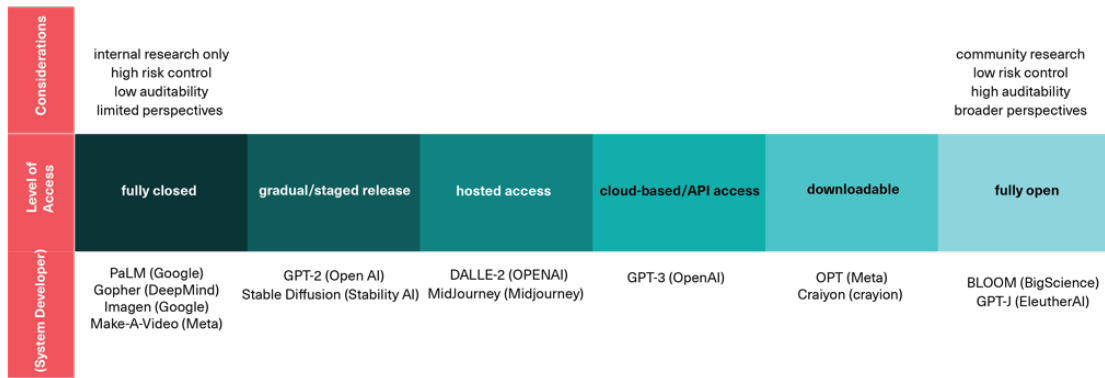 Considerations
internal research only
high risk control
low auditability
limited perspectives
community research
low risk control
high auditability
broader perspectives
Level of
Access
fully closed
gradual/staged release
hosted access
cloud-based/API access
downloadable
fully open
(System Developer)
PaLM (Google)
Gopher (DeepMind)
Imagen (Google)
Make-A-Video (Meta)
GPT-2 (Open AI)
Stable Diffusion (Stability AI)
DALLE-2 (OPENAI)
MidJourney (Midjourney)
GPT-3 (OpenAI)
OPT (Meta)
Craiyon (crayion)
BLOOM (BigScience)
GPT-J (EleutherAI)